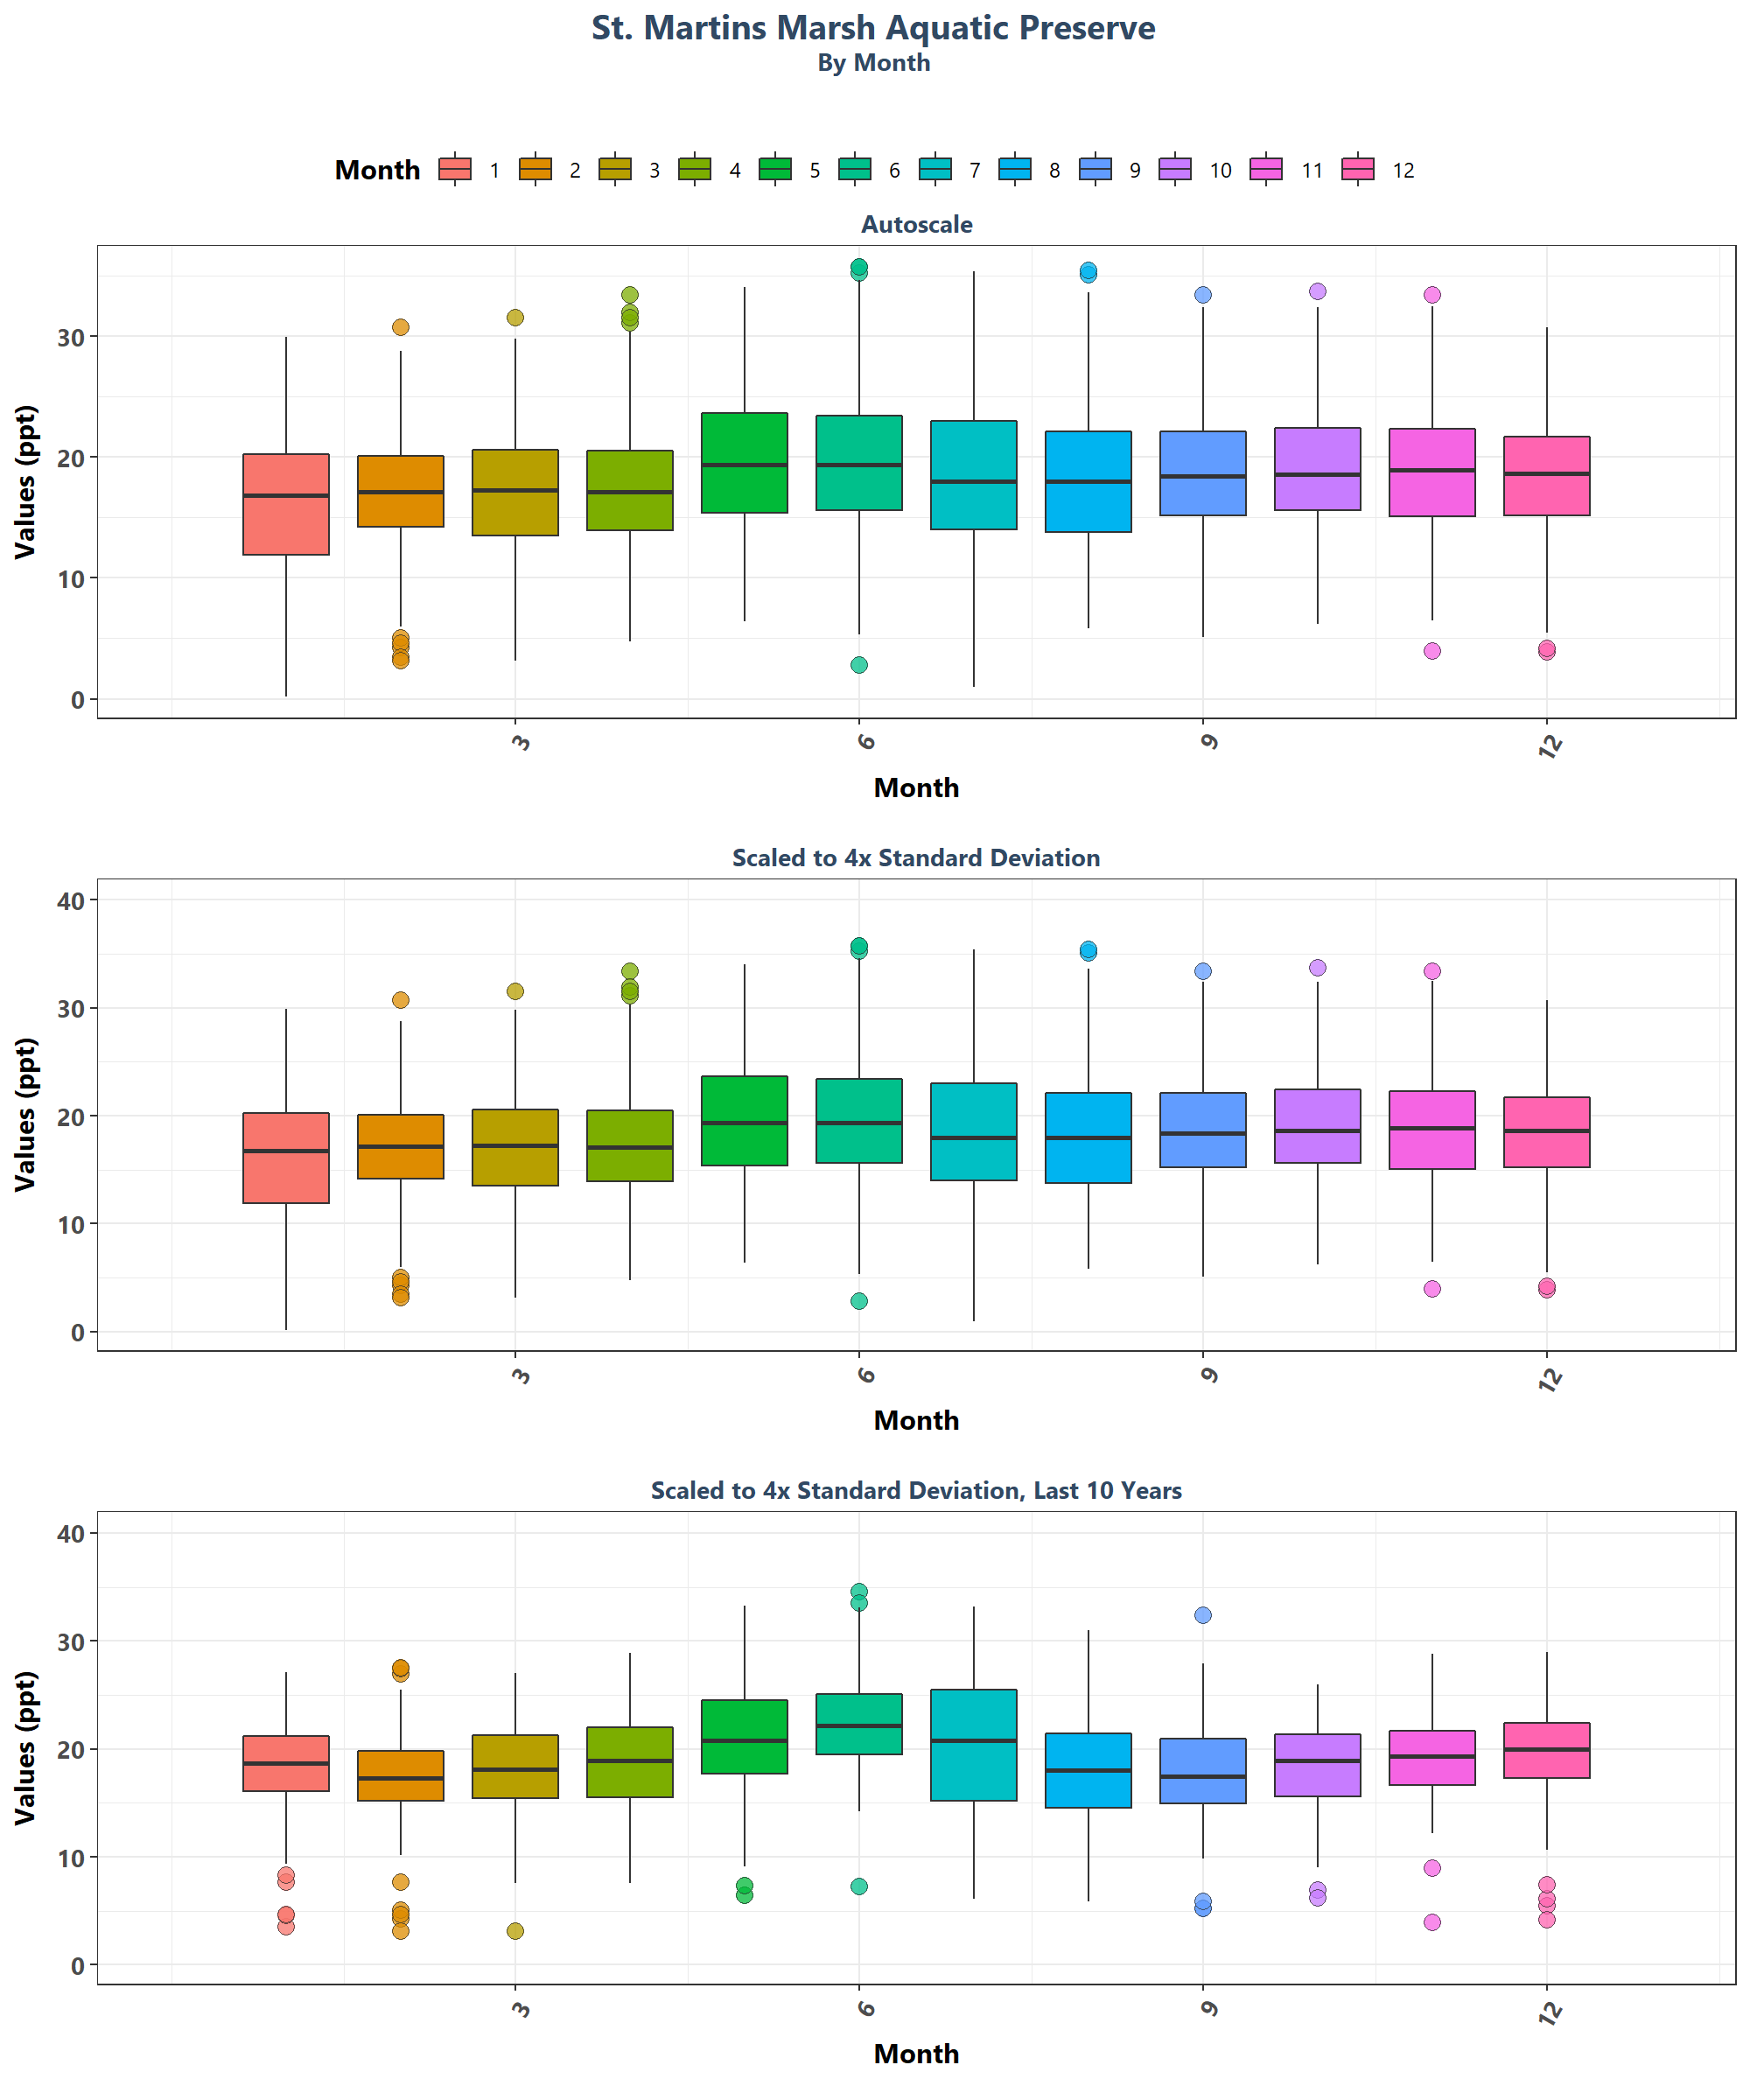 St. Martins Marsh Aquatic Preserve
By Month
Month 1 2 3 4 5 6 7 8 9 10 11 12
Autoscale
Values (ppt)
30
20
10
0
3 6 9 12
Month
Scaled to 4x Standard Deviation
Values (ppt)
40
30
20
10
0
3 6 9 12
Month
Scaled to 4x Standard Deviation, Last 10 Years
Values (ppt)
40
30
20
10
0
3 6 9 12
Month